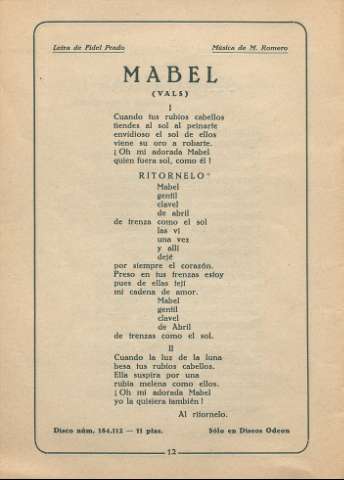 Letra de Fidel Prado
Música de M. Romero
MABEL
(VALS)
I
Cuando tus rubios cabellos
tiendes al sol al peinarte
envidioso el sol de ellos
viene su oro a robarte.
¡Oh mi adorada Mabel
quien fuera sol, como él!
RITORNELO
Mabel
gentil
clavel
de abril
de trenza como el sol
las vi
una vez
y allí
dejé
por siempre el corazón.
Preso en tus trenzas estoy
pues de ellas tejí
mi cadena de amor.
Mabel
gentil
clavel
de Abril
de trenzas como el sol.
II
Cuando la luz de la luna
besa tus rubios cabellos.
Ella suspira por una
rubia melena como ellos.
¡Oh mi adorada Mabel
yo la quisiera también!
Al ritornelo.
Disco núm. 184.112 — 11 ptas.
Sólo en Discos Odeon
12